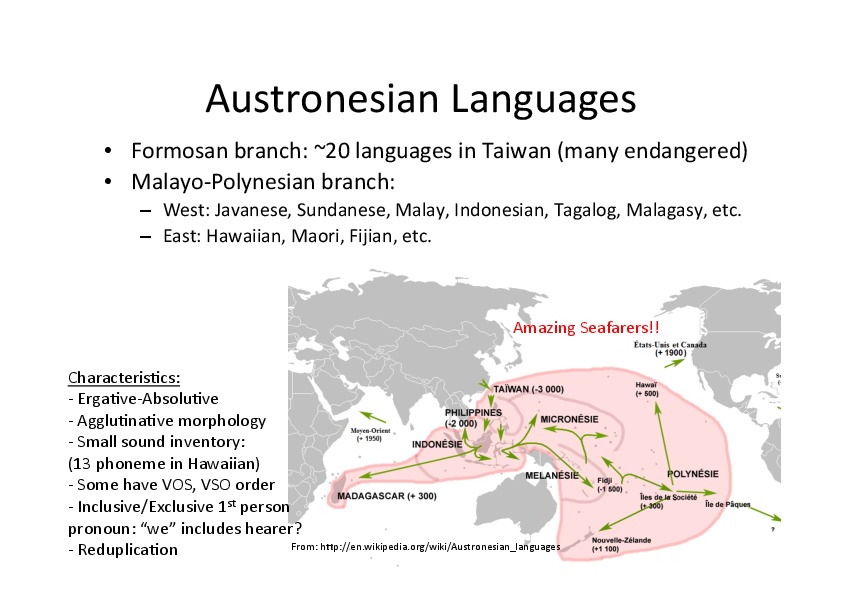 Austronesian Languages
• Formosan branch: ~20 languages in Taiwan (many endangered)
• Malayo-Polynesian branch:
– West: Javanese, Sundanese, Malay, Indonesian, Tagalog, Malagasy, etc.
– East: Hawaiian, Maori, Fijian, etc.
Amazing Seafarers!!
États-Unis et Canada
(+ 1900)
Characteristics:
- Ergative-Absolutive
- Agglutinative morphology
- Small sound inventory:
(13 phoneme in Hawaiian)
- Some have VOS, VSO order
- Inclusive/Exclusive 1st person
pronoun: “we” includes hearer?
- Reduplication
TAÏWAN (-3 000)
Hawaï
(+ 500)
PHILIPPINES
(-2 000)
MICRONÉSIE
Moyen-Orient
(+ 1950)
INDONÉSIE
MELANÉSIE
POLYNÉSIE
Fidji
(-1 500)
MADAGASCAR (+ 300)
Îles de la Société
(+ 300)
Île de Pâques
?
Nouvelle-Zélande
(+1 100)
From: http://en.wikipedia.org/wiki/Austronesian_languages